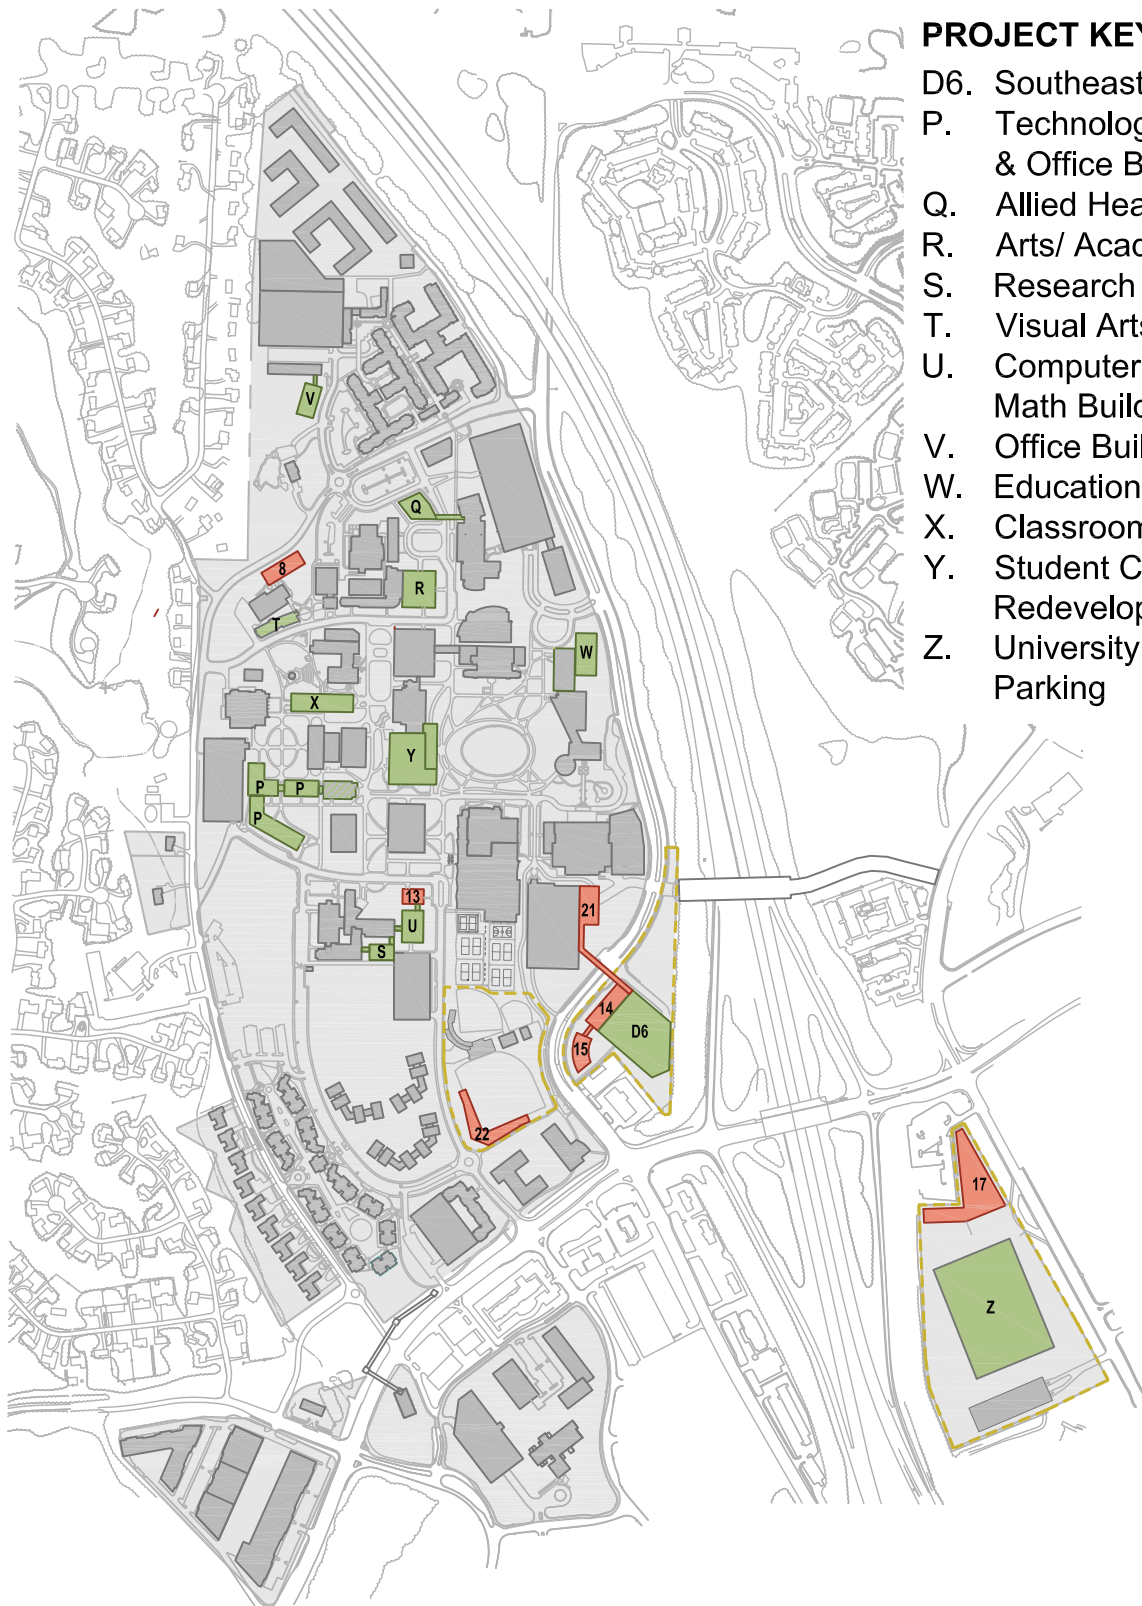 PROJECT KEY
D6. Southeast
P. Technolog
& Office B
Q. Allied Hea
R. Arts/ Acad
S. Research
T. Visual Arts
U. Computer
Math Build
V. Office Buil
W. Education
X. Classroom
Y. Student C
Redevelop
Z. University
Parking
V
Q
8
R
T
W
X
Y
P
P
P
13
U
S
21
14
D6
15
22
17
Z